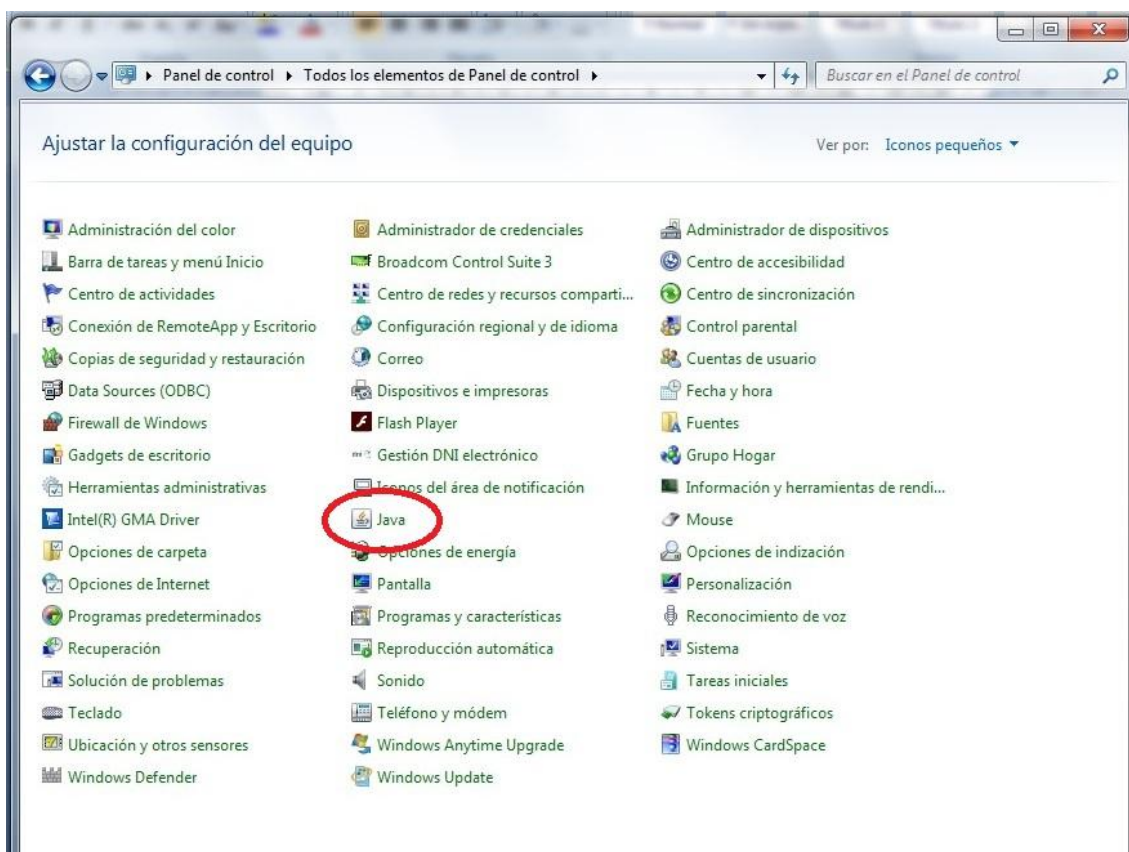 Panel de control Todos los elementos de Panel de control Buscar en el Panel de control
Ajustar la configuración del equipo Ver por: Iconos pequeños
Administración del color Administrador de credenciales Administrador de dispositivos
Barra de tareas y menú Inicio Broadcom Control Suite 3 Centro de accesibilidad
Centro de actividades Centro de redes y recursos comparti... Centro de sincronización
Conexión de RemoteApp y Escritorio Configuración regional y de idioma Control parental
Copias de seguridad y restauración Correo Cuentas de usuario
Data Sources (ODBC) Dispositivos e impresoras Fecha y hora
Firewall de Windows Flash Player Fuentes
Gadgets de escritorio Gestión DNI electrónico Grupo Hogar
Herramientas administrativas Iconos del área de notificación Información y herramientas de rendi...
Intel(R) GMA Driver Java Mouse
Opciones de carpeta Opciones de energía Opciones de indización
Opciones de Internet Pantalla Personalización
Programas predeterminados Programas y características Reconocimiento de voz
Recuperación Reproducción automática Sistema
Solución de problemas Sonido Tareas iniciales
Teclado Teléfono y módem Tokens criptográficos
Ubicación y otros sensores Windows Anytime Upgrade Windows CardSpace
Windows Defender Windows Update